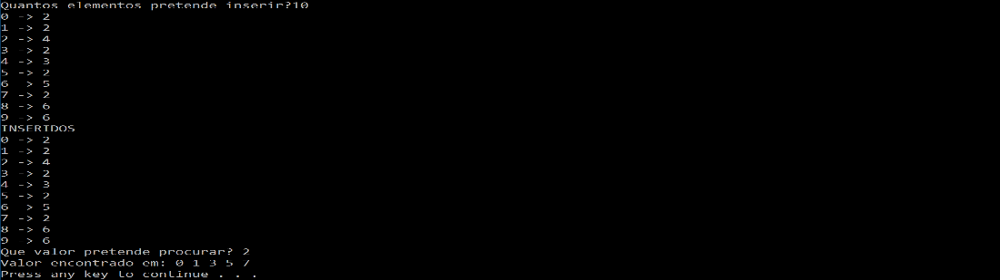 Quantos elementos pretende inserir?10
0 -> 2
1 -> 2
2 -> 4
3 -> 2
4 -> 3
5 -> 2
6 -> 5
7 -> 2
8 -> 6
9 -> 6
INSERIDOS
0 -> 2
1 -> 2
2 -> 4
3 -> 2
4 -> 3
5 -> 2
6 -> 5
7 -> 2
8 -> 6
9 -> 6
Que valor pretende procurar? 2
Valor encontrado em: 0 1 3 5 7
Press any key to continue . . .